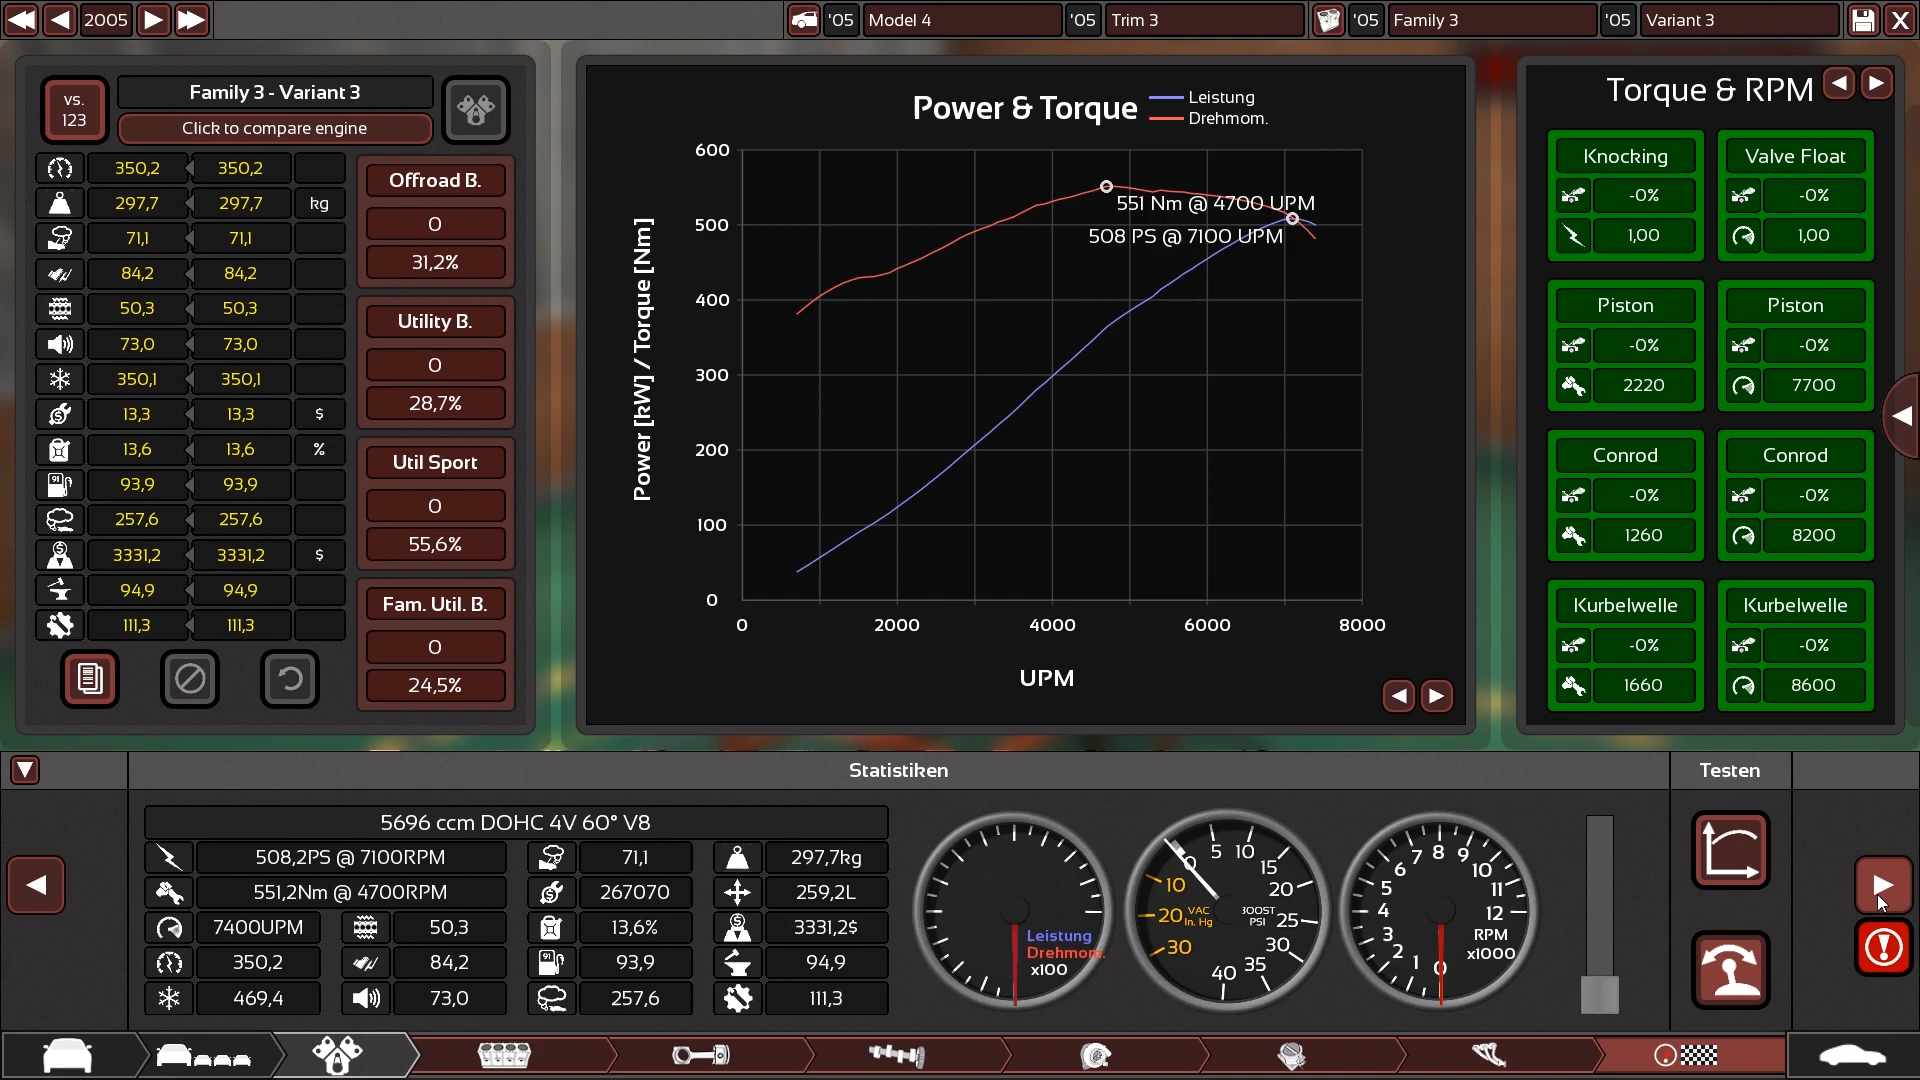 2005
'05 Model 4 '05 Trim 3 '05 Family 3 '05 Variant 3 X
vs.
123
Family 3 - Variant 3
Click to compare engine
350,2 350,2
297,7 297,7 kg
71,1 71,1
84,2 84,2
50,3 50,3
73,0 73,0
350,1 350,1
13,3 13,3 $
13,6 13,6 %
93,9 93,9
257,6 257,6
3331,2 3331,2 $
94,9 94,9
111,3 111,3
Offroad B.
0
31,2%
Utility B.
0
28,7%
Util Sport
0
55,6%
Fam. Util. B.
0
24,5%
Power & Torque
Leistung
Drehmom.
600
500
400
300
200
100
0
Power [kW] / Torque [Nm]
551 Nm @ 4700 UPM
508 PS @ 7100 UPM
0 2000 4000 6000 8000
UPM
Torque & RPM
Knocking Valve Float
-0% -0%
1,00 1,00
Piston Piston
-0% -0%
2220 7700
Conrod Conrod
-0% -0%
1260 8200
Kurbelwelle Kurbelwelle
-0% -0%
1660 8600
Statistiken
Testen
5696 ccm DOHC 4V 60° V8
508,2PS @ 7100RPM 71,1 297,7kg
551,2Nm @ 4700RPM 267070 259,2L
7400UPM 50,3 13,6% 3331,2$
350,2 84,2 93,9 94,9
469,4 73,0 257,6 111,3
Leistung
Drehmom.
x100
0 5 10 15 20 25 30 35 40
10 20 30
VAC
In. Hg
BOOST
PSI
0 1 2 3 4 5 6 7 8 9 10 11 12
RPM
x1000